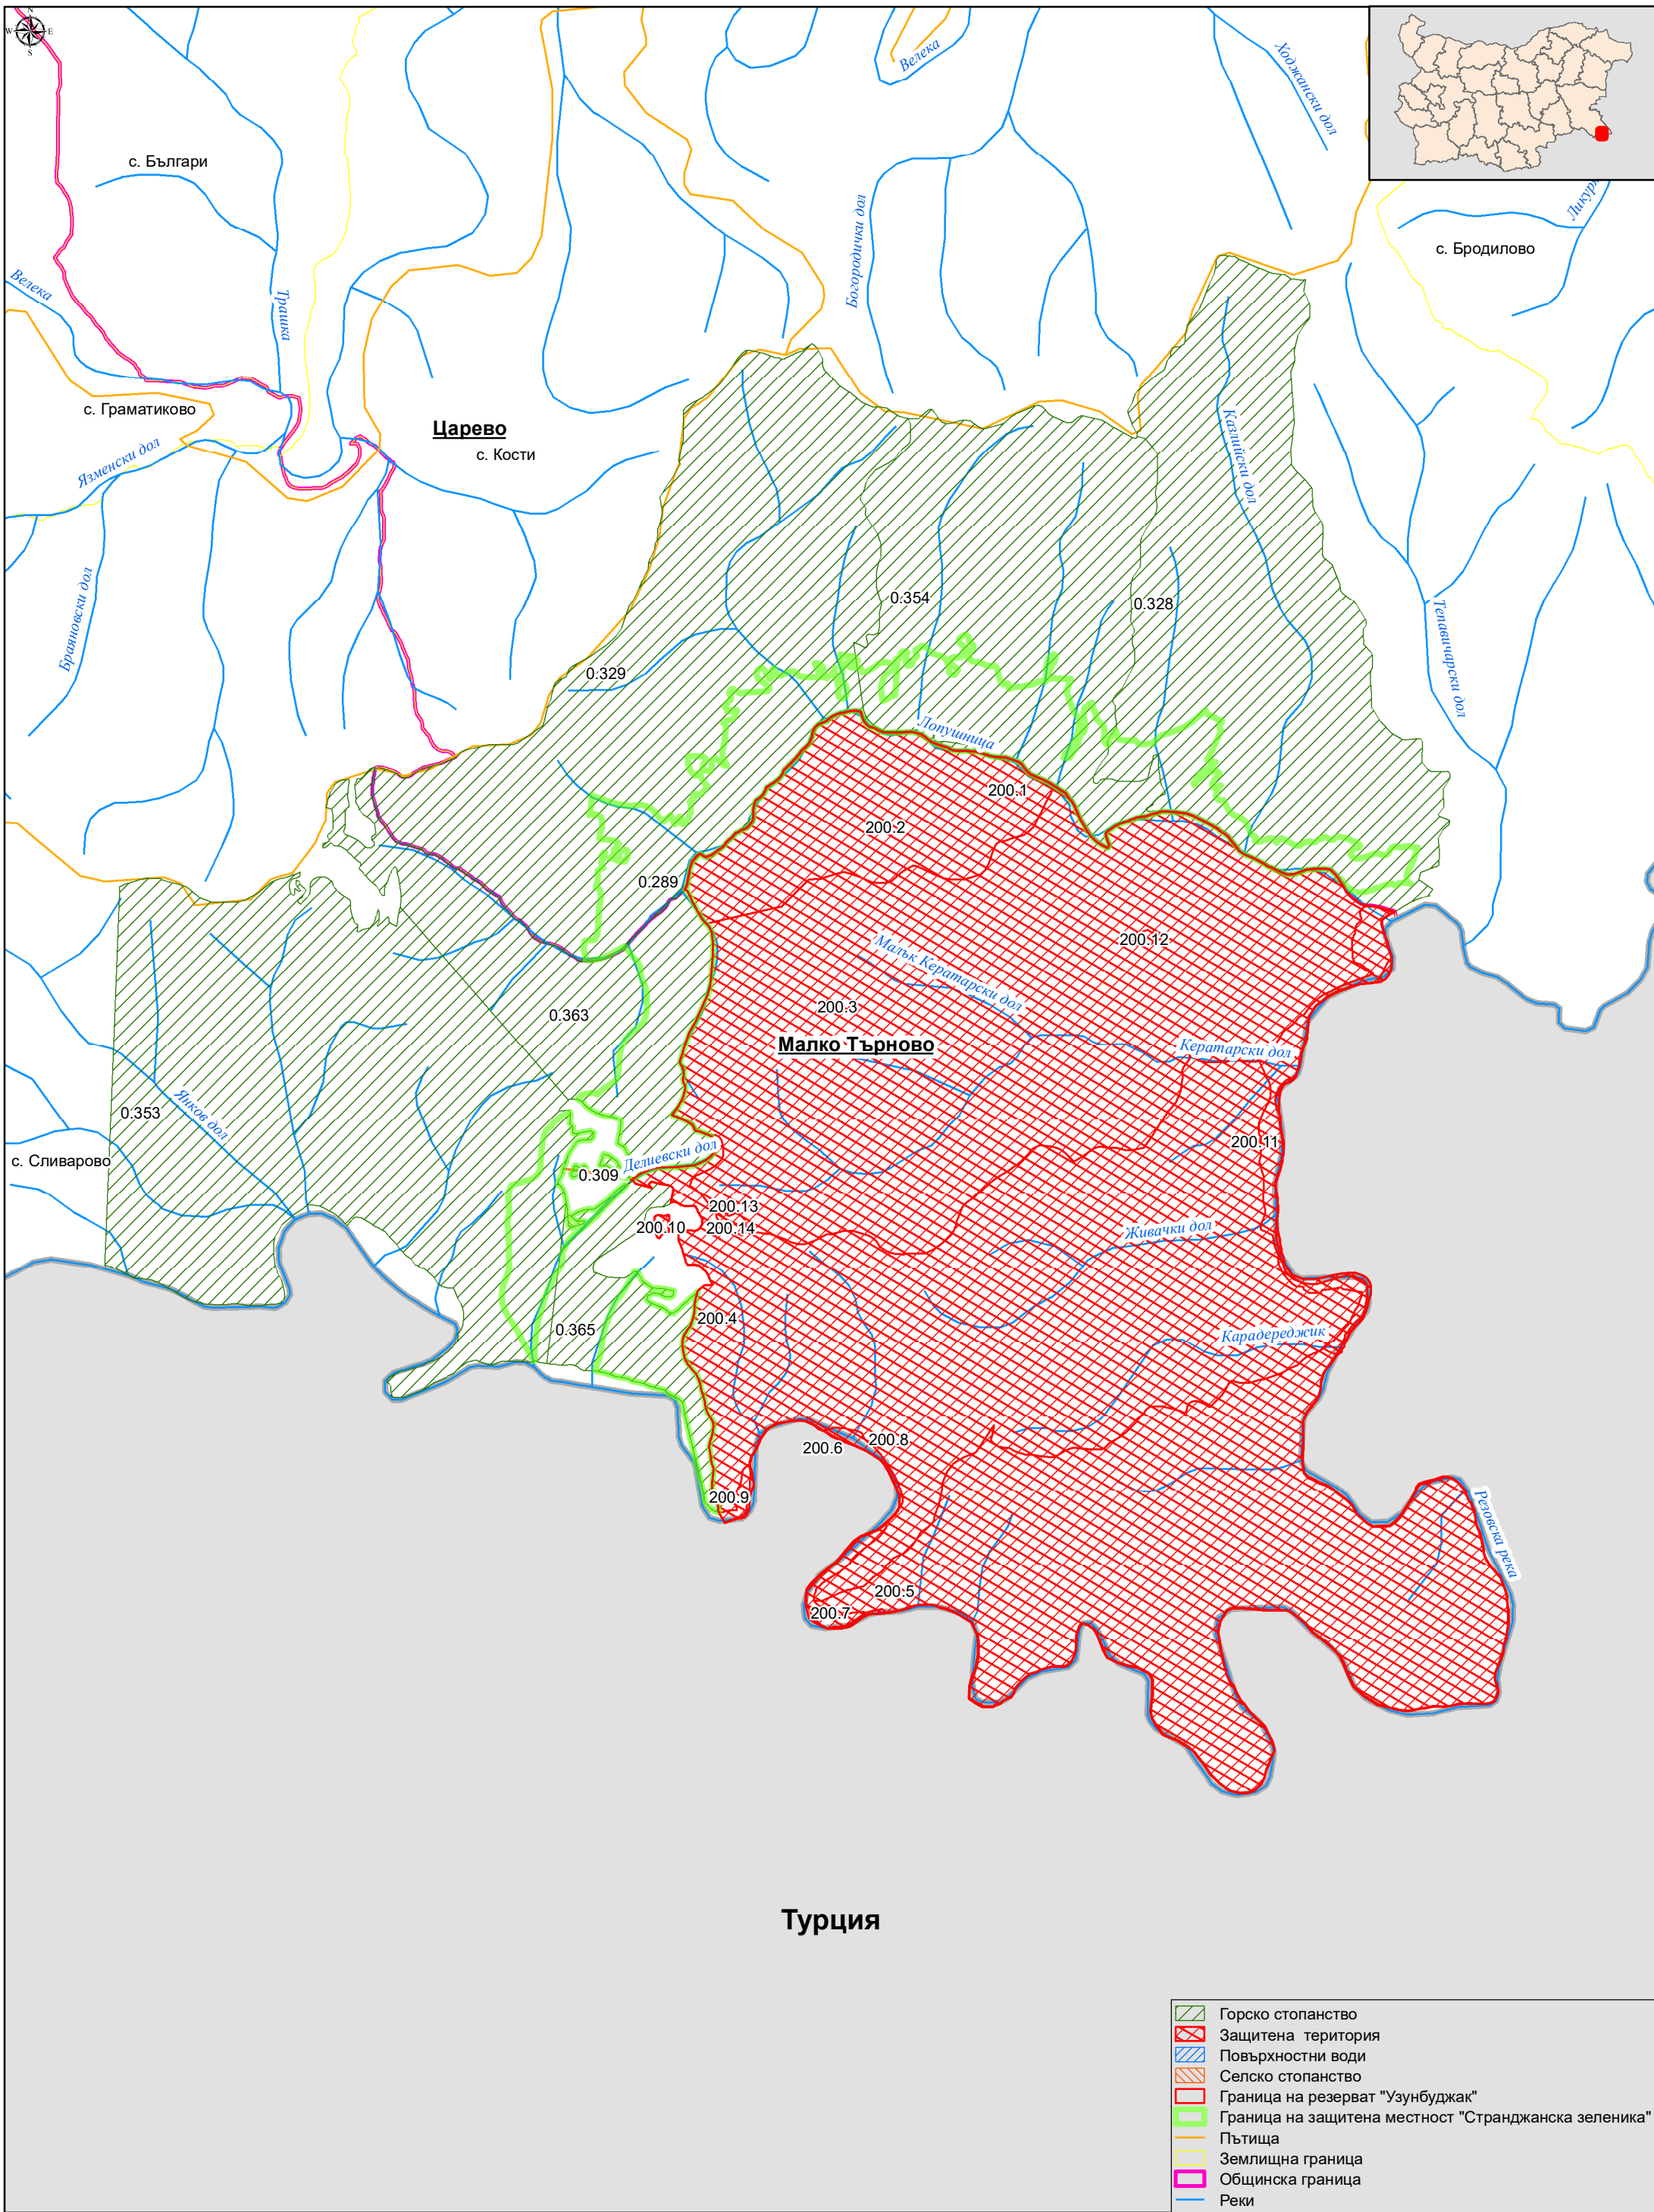 N
W
E
S
Велека
Ходжански дол
с. Българи
Богородички дол
с. Бродилово
Велека
Трашка
с. Граматиково
Царево
с. Кости
Язменски дол
Казлийски дол
Браяновски дол
0.354
0.328
Тепавичарски дол
0.329
Лопушница
200.1
200.2
0.289
200.12
Малък Кератарски дол
200.3
0.363
Малко Търново
Кератарски дол
0.353
Янков дол
200.11
с. Сливарово
Делиевски дол
0.309
200.13
200.10
200.14
Живачки дол
200.4
0.365
Карадереджик
200.8
200.6
200.9
Резовска река
200.5
200.7
Турция
Горско стопанство
Защитена територия
Повърхностни води
Селско стопанство
Граница на резерват "Узунбуджак"
Граница на защитена местност "Странджанска зеленика"
Пътища
Землищна граница
Общинска граница
Реки